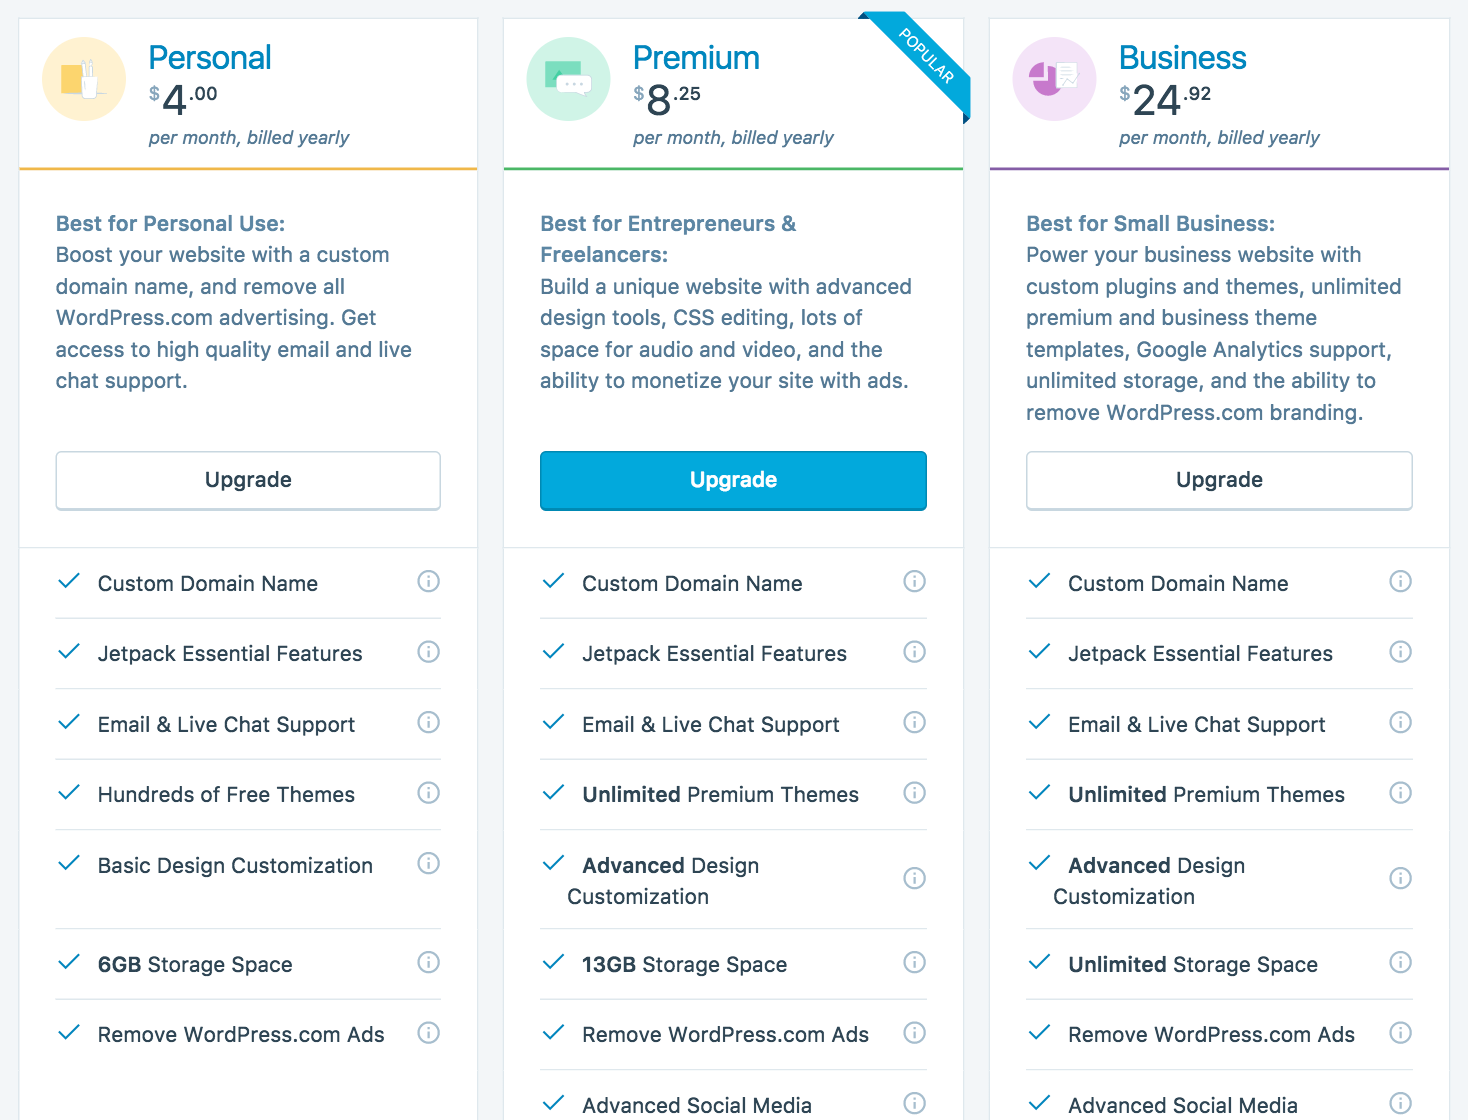 Personal
$4.00
per month, billed yearly
Best for Personal Use:
Boost your website with a custom
domain name, and remove all
WordPress.com advertising. Get
access to high quality email and live
chat support.
Upgrade
Custom Domain Name
Jetpack Essential Features
Email & Live Chat Support
Hundreds of Free Themes
Basic Design Customization
6GB Storage Space
Remove WordPress.com Ads
Premium
$8.25
per month, billed yearly
POPULAR
Best for Entrepreneurs &
Freelancers:
Build a unique website with advanced
design tools, CSS editing, lots of
space for audio and video, and the
ability to monetize your site with ads.
Upgrade
Custom Domain Name
Jetpack Essential Features
Email & Live Chat Support
Unlimited Premium Themes
Advanced Design
Customization
13GB Storage Space
Remove WordPress.com Ads
Advanced Social Media
Business
$24.92
per month, billed yearly
Best for Small Business:
Power your business website with
custom plugins and themes, unlimited
premium and business theme
templates, Google Analytics support,
unlimited storage, and the ability to
remove WordPress.com branding.
Upgrade
Custom Domain Name
Jetpack Essential Features
Email & Live Chat Support
Unlimited Premium Themes
Advanced Design
Customization
Unlimited Storage Space
Remove WordPress.com Ads
Advanced Social Media